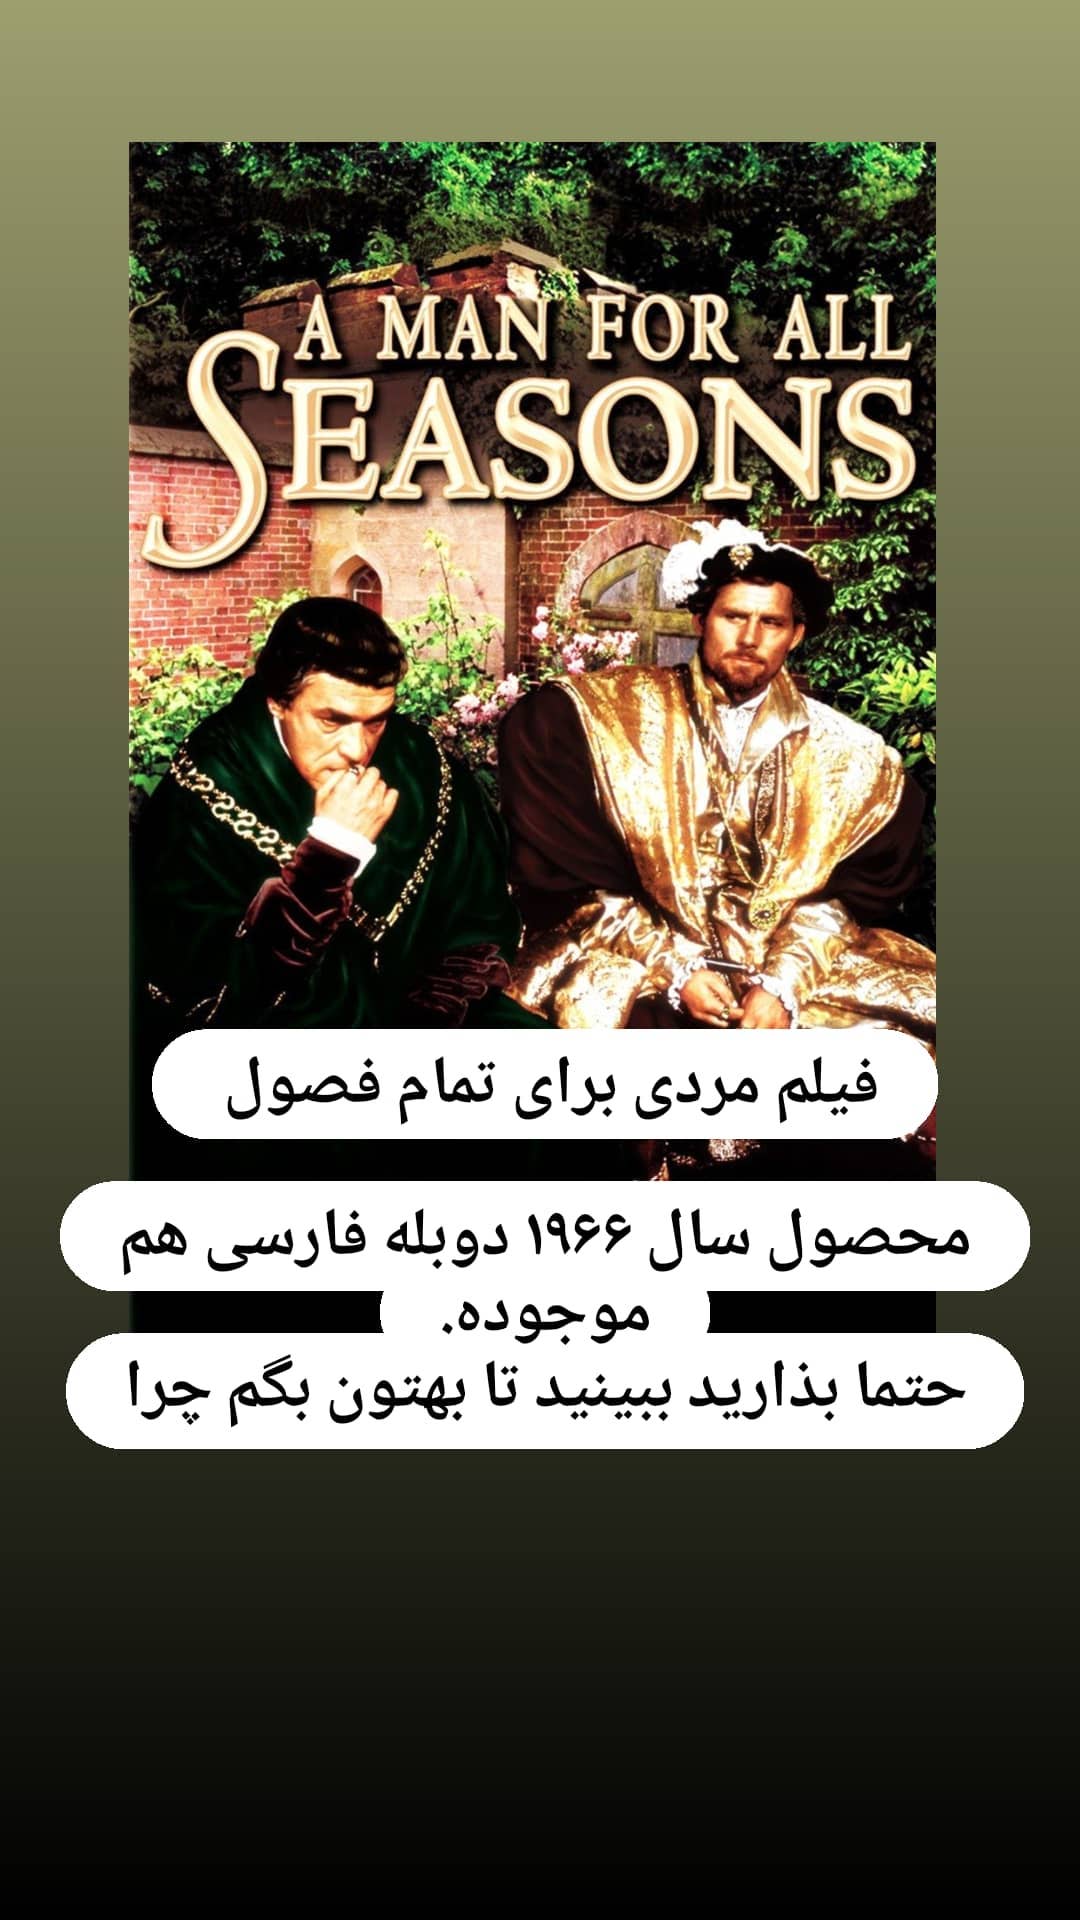 A MAN FOR ALL
SEASONS
فیلم مردی برای تمام فصول
محصول سال ۱۹۶۶ دوبله فارسی هم
موجوده.
حتما بذارید ببینید تا بهتون بگم چرا